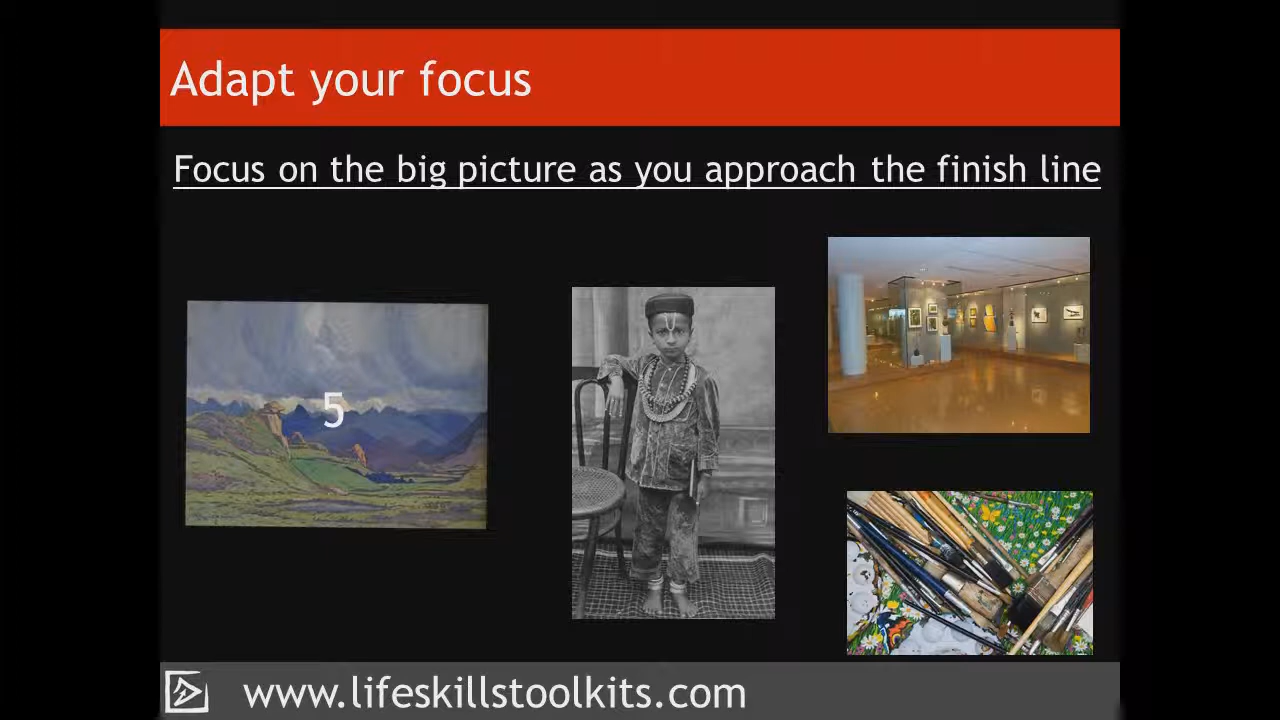 Adapt your focus
Focus on the big picture as you approach the finish line
5
www.lifeskillstoolkits.com